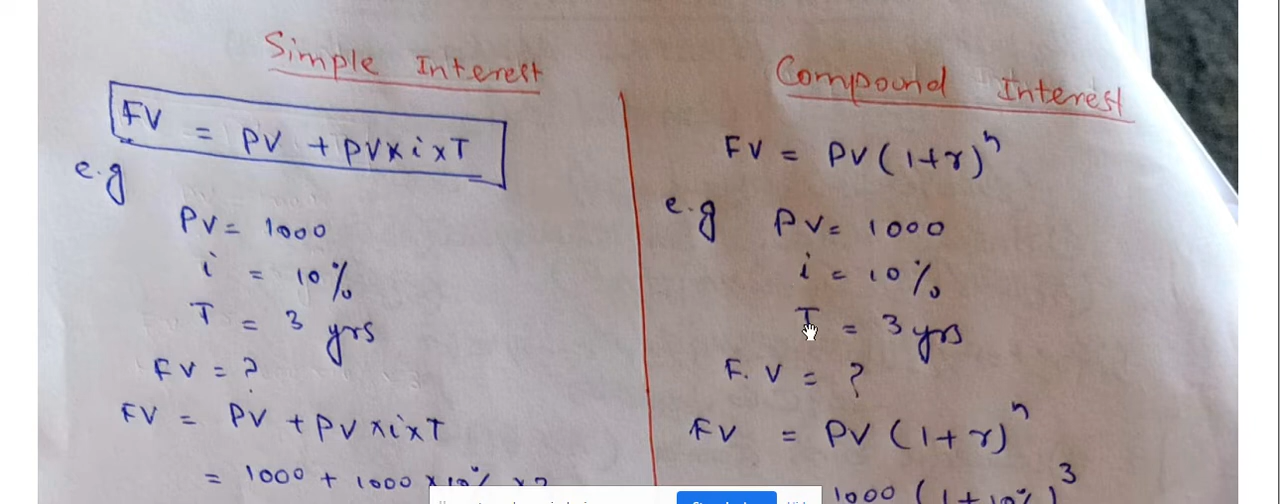 Simple Interest
FV = PV + PV x i x T
e.g
PV = 1000
i = 10%
T = 3 yrs
FV = ?
FV = PV + PV x i x T
= 1000 + 1000 x 10%
Compound Interest
FV = PV (1+r)^n
e.g PV = 1000
i = 10%
T = 3 yrs
F.V = ?
FV = PV (1+r)^n
1000 (1+10%)^3